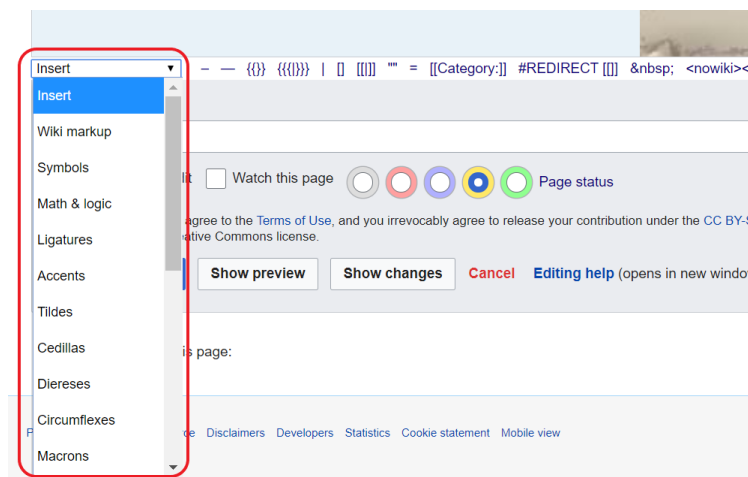 Insert – — {{}} {{{|}}} | [] [[|]] "" = [[Category:]] #REDIRECT [[]] &nbsp; <nowiki><
Insert
Wiki markup
Symbols
Watch this page Page status
Math & logic
agree to the Terms of Use, and you irrevocably agree to release your contribution under the CC BY-S
Ligatures
Commons license.
Accents
Show preview Show changes Cancel Editing help (opens in new windo
Tildes
Cedillas
page:
Diereses
Circumflexes
Disclaimers Developers Statistics Cookie statement Mobile view
Macrons